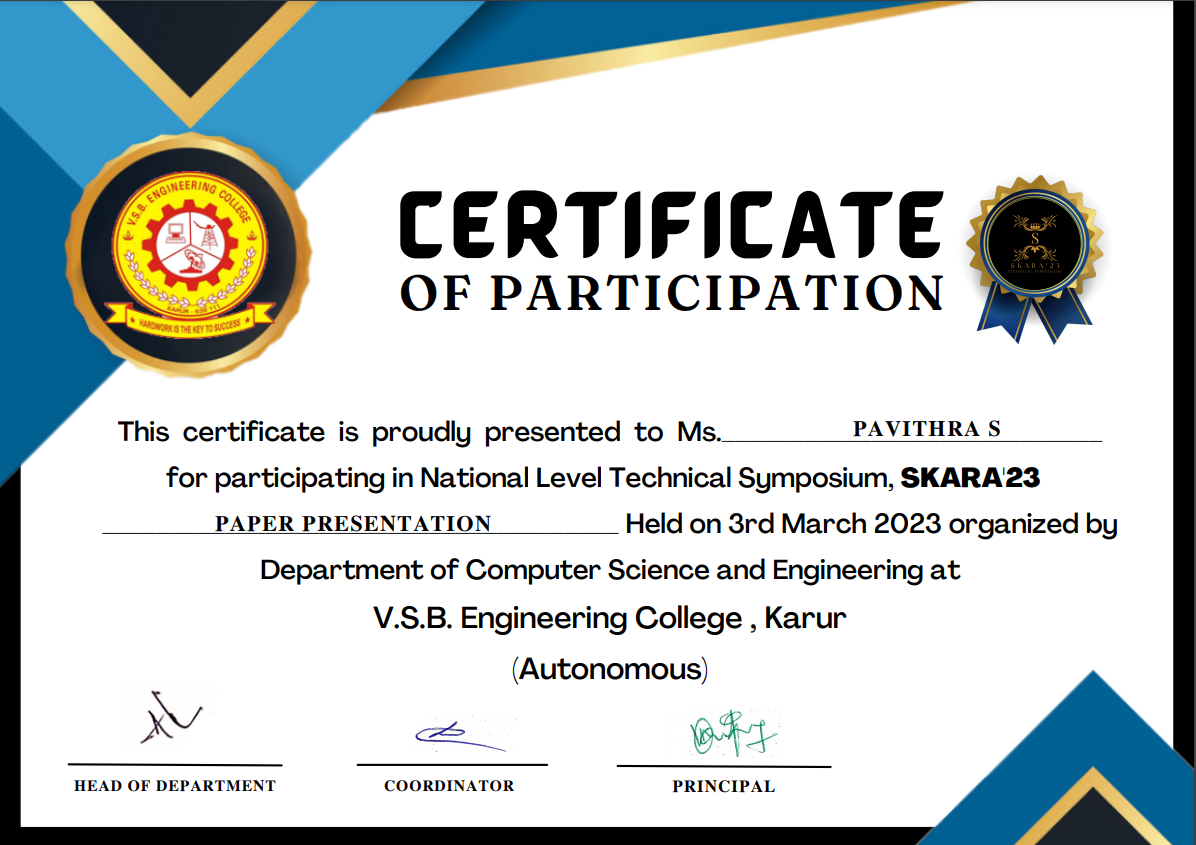 V.S.B. ENGINEERING COLLEGE
KARUR - 639 111
HARDWORK IS THE KEY TO SUCCESS
CERTIFICATE
OF PARTICIPATION
S
SKARA'23
TECHNICAL SYMPOSIUM
This certificate is proudly presented to Ms. PAVITHRA S
for participating in National Level Technical Symposium, SKARA'23
PAPER PRESENTATION Held on 3rd March 2023 organized by
Department of Computer Science and Engineering at
V.S.B. Engineering College , Karur
(Autonomous)
HEAD OF DEPARTMENT COORDINATOR PRINCIPAL